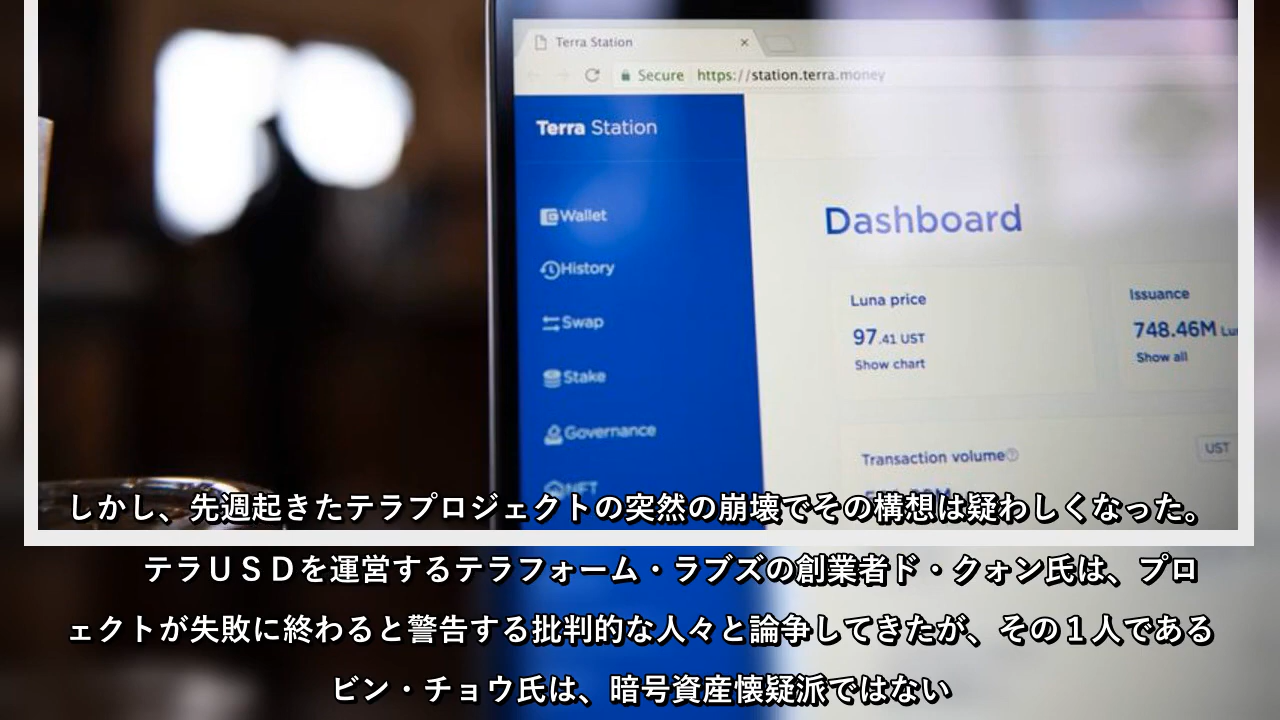 Terra Station
Secure https://station.terra.money
Terra Station
Wallet
History
Swap
Stake
Governance
NFT
Dashboard
Luna price
97.41 UST
Show chart
Issuance
748.46M
Show all
Transaction volume
UST
しかし、先週起きたテラプロジェクトの突然の崩壊でその構想は疑わしくなった。
テラＵＳＤを運営するテラフォーム・ラブズの創業者ド・クォン氏は、プロ
ェクトが失敗に終わると警告する批判的な人々と論争してきたが、その１人である
ビン・チョウ氏は、暗号資産懐疑派ではない